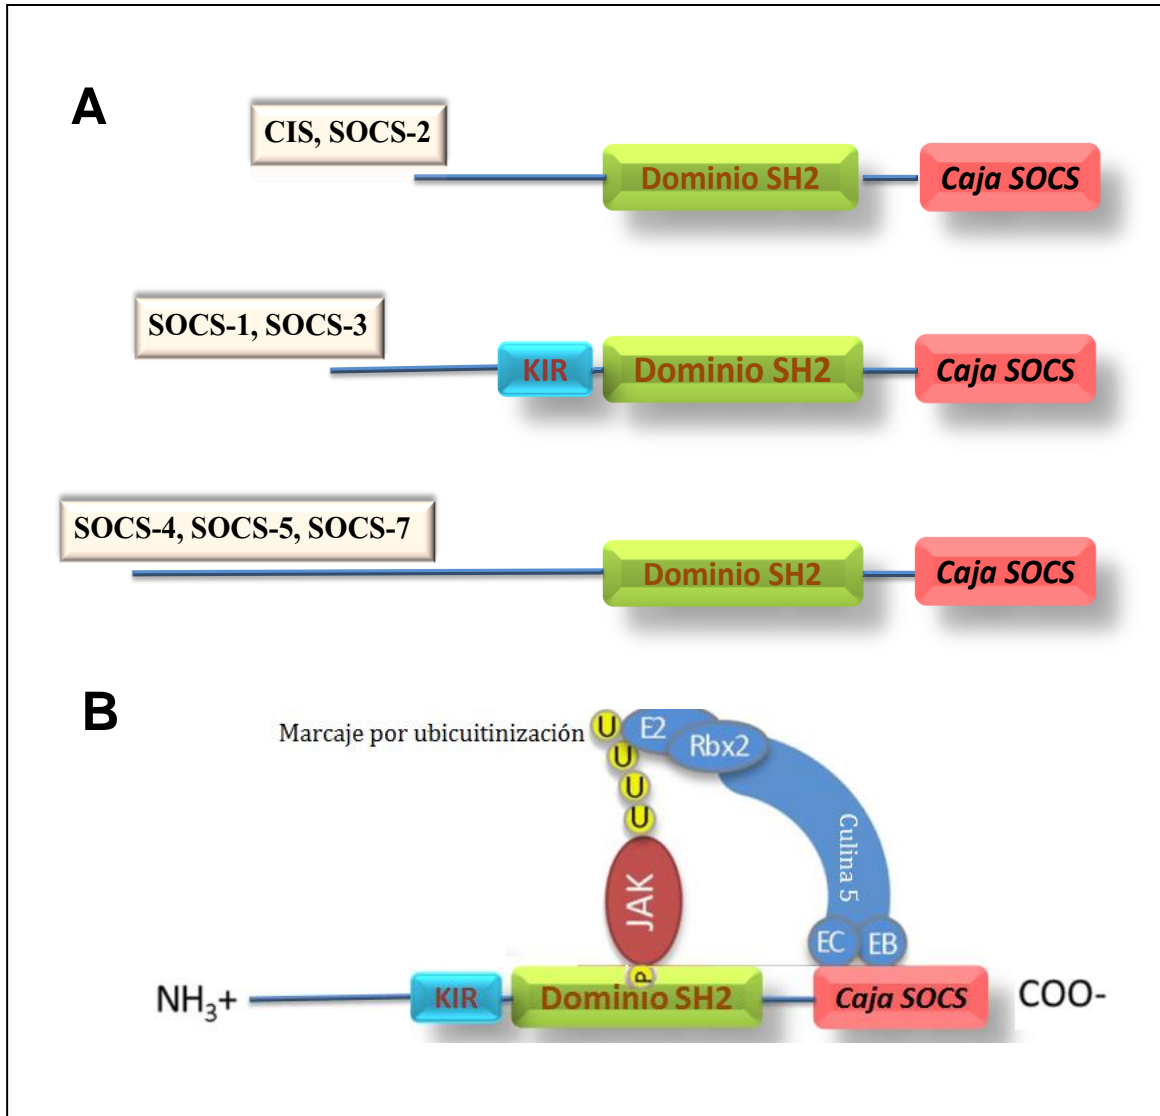 A
CIS, SOCS-2
Dominio SH2
Caja SOCS
SOCS-1, SOCS-3
KIR
Dominio SH2
Caja SOCS
SOCS-4, SOCS-5, SOCS-7
Dominio SH2
Caja SOCS
B
Marcaje por ubicuitinización
U
E2
Rbx2
U
U
U
Culina 5
JAK
EC
EB
P
NH3+
KIR
Dominio SH2
Caja SOCS
COO-